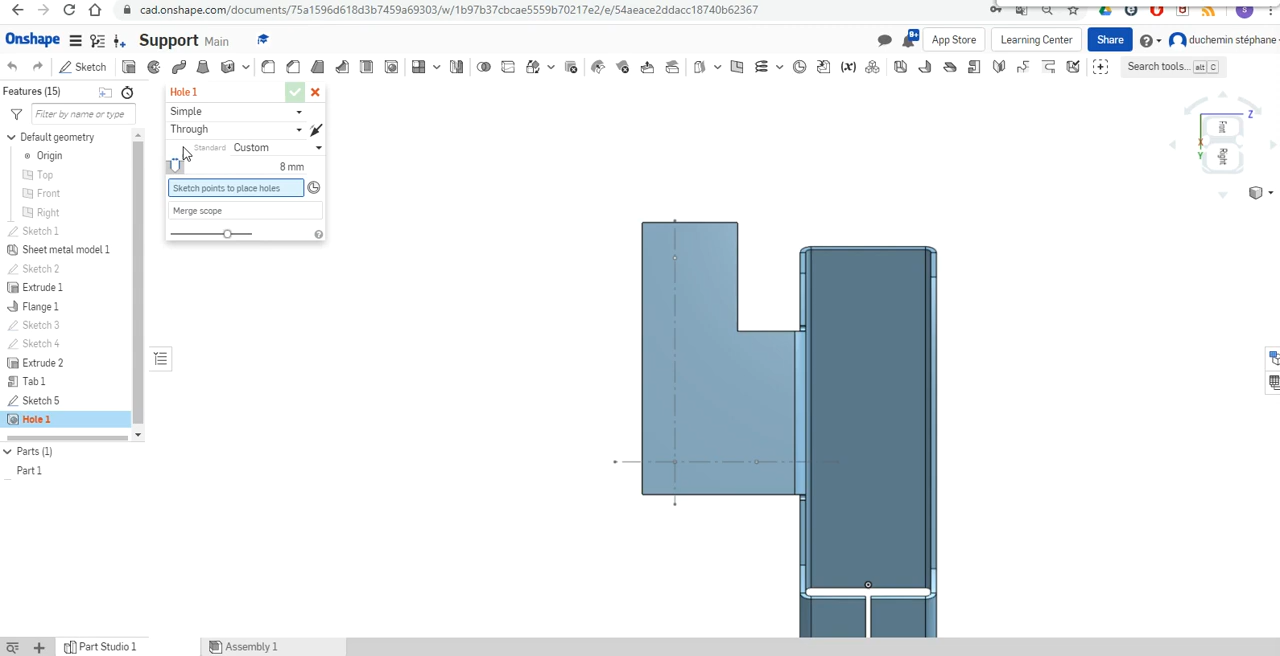 cad.onshape.com/documents/75a1596d618d3b7459a69303/w/1b97b37cbcae5559b70217e2/e/54aeace2ddacc18740b62367
Onshape Support Main 9+ App Store Learning Center Share duchemin stéphane
Sketch (x) Search tools... alt C
Features (15)
Filter by name or type
Default geometry
Origin
Top
Front
Right
Sketch 1
Sheet metal model 1
Sketch 2
Extrude 1
Flange 1
Sketch 3
Sketch 4
Extrude 2
Tab 1
Sketch 5
Hole 1
Parts (1)
Part 1
Hole 1
Simple
Through
Standard Custom
8 mm
Sketch points to place holes
Merge scope
Z
Front
X
Y
Right
Part Studio 1 Assembly 1